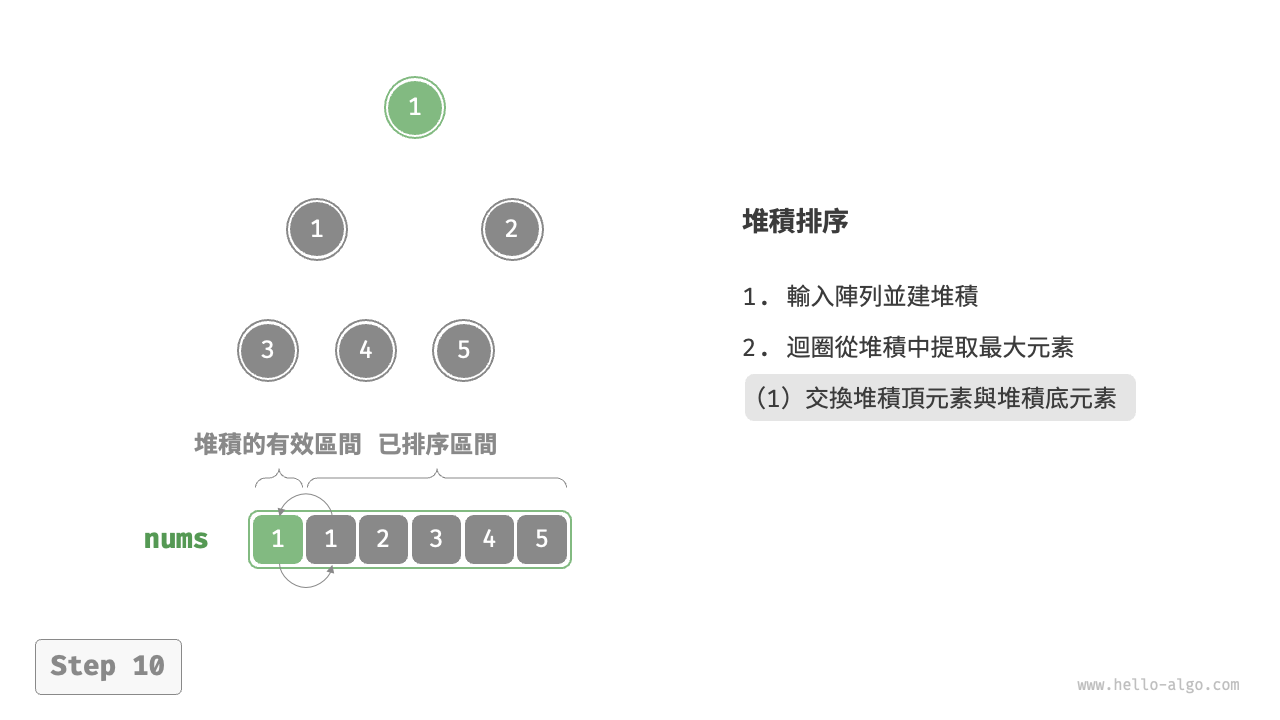 1
1 2
3 4 5
堆積的有效區間 已排序區間
nums 1 1 2 3 4 5
Step 10
堆積排序
1. 輸入陣列並建堆積
2. 迴圈從堆積中提取最大元素
（1）交換堆積頂元素與堆積底元素
www.hello-algo.com